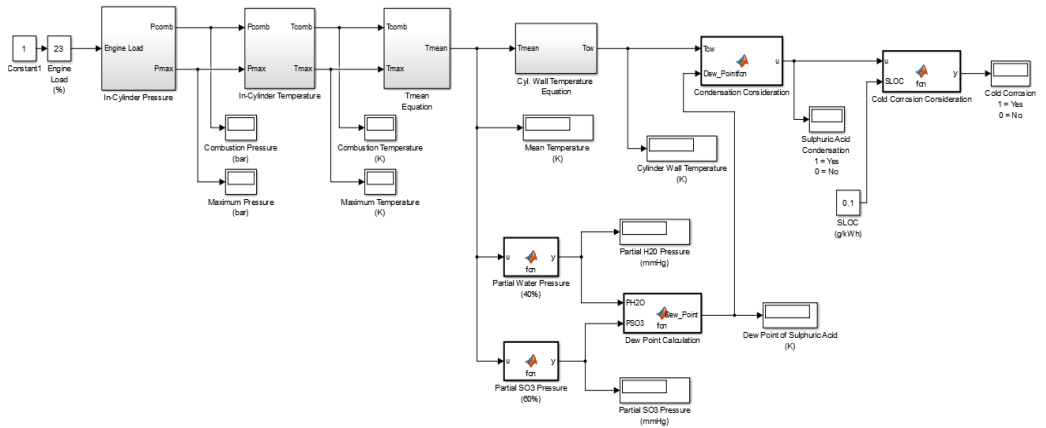 1
Constant1
23
Engine
Load
(%)
Engine Load
Pcomb
Pmax
In-Cylinder Pressure
Pcomb
Pmax
Tcomb
Tmax
In-Cylinder Temperature
Tcomb
Tmax
Tmean
Tmean
Equation
Tmean
Tcw
Cyl. Wall Temperature
Equation
Tcw
Dew_Point
fcn
u
Condensation Consideration
u
SLOC
fcn
y
Cold Corrosion Consideration
Cold Corrosion
1 = Yes
0 = No
Combustion Pressure
(bar)
Maximum Pressure
(bar)
Combustion Temperature
(K)
Maximum Temperature
(K)
Mean Temperature
(K)
Cylinder Wall Temperature
(K)
Sulphuric Acid
Condensation
1 = Yes
0 = No
0.1
SLOC
(g/kWh)
u
fcn
y
Partial Water Pressure
(40%)
Partial H20 Pressure
(mmHg)
PH2O
PSO3
fcn
Dew_Point
Dew Point Calculation
Dew Point of Sulphuric Acid
(K)
u
fcn
y
Partial SO3 Pressure
(60%)
Partial SO3 Pressure
(mmHg)